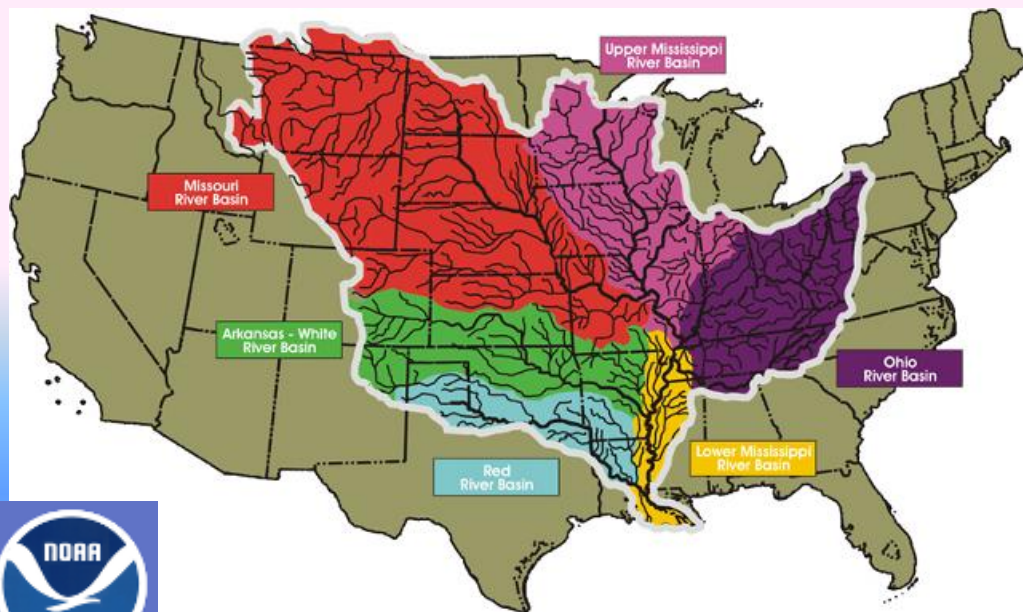 Upper Mississippi
River Basin
Missouri
River Basin
Arkansas - White
River Basin
Ohio
River Basin
Lower Mississippi
River Basin
Red
River Basin
NOAA